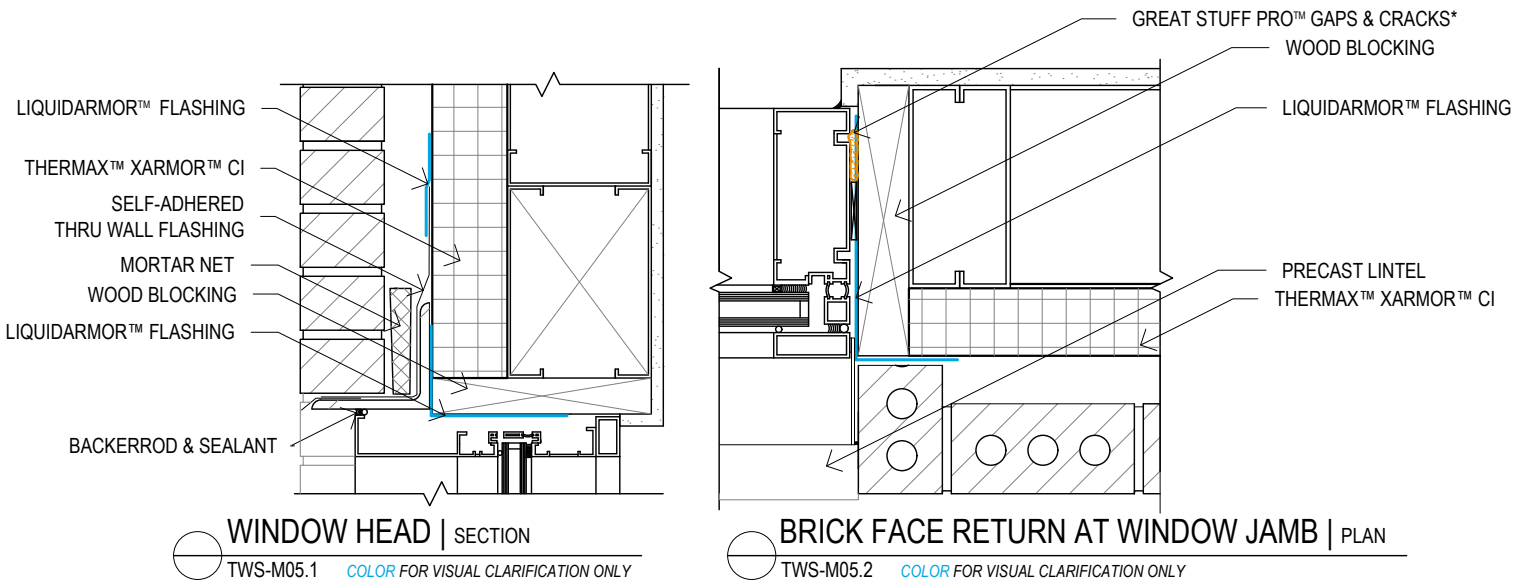 LIQUIDARMOR™ FLASHING
THERMAX™ XARMOR™ CI
SELF-ADHERED
THRU WALL FLASHING
MORTAR NET
WOOD BLOCKING
LIQUIDARMOR™ FLASHING
BACKERROD & SEALANT
WINDOW HEAD | SECTION
TWS-M05.1 COLOR FOR VISUAL CLARIFICATION ONLY
GREAT STUFF PRO™ GAPS & CRACKS*
WOOD BLOCKING
LIQUIDARMOR™ FLASHING
PRECAST LINTEL
THERMAX™ XARMOR™ CI
BRICK FACE RETURN AT WINDOW JAMB | PLAN
TWS-M05.2 COLOR FOR VISUAL CLARIFICATION ONLY